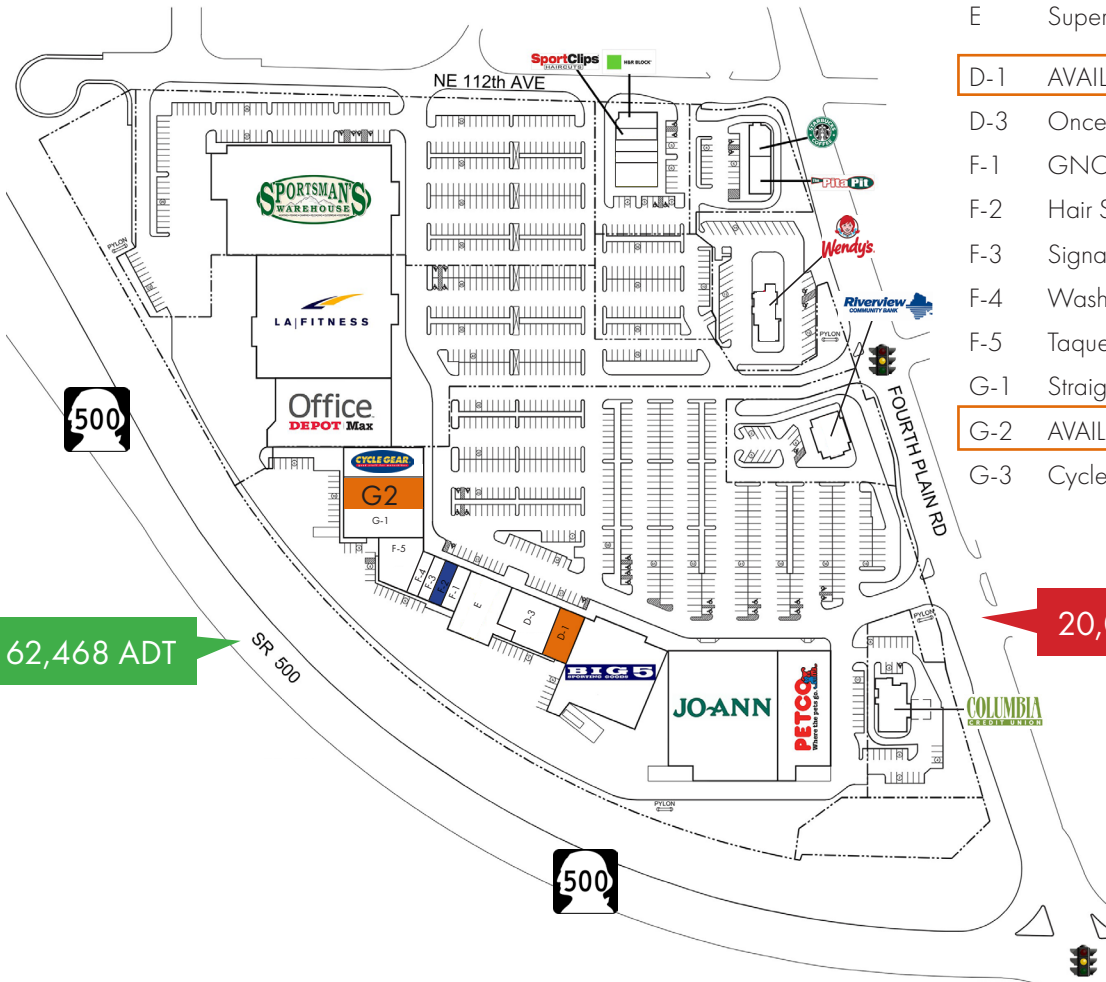 SportClips
HAIRCUTS
H&R BLOCK
NE 112th AVE
STARBUCKS
COFFEE
PitaPit
SPORTSMAN'S
WAREHOUSE
PYLON
Wendy's
Riverview
COMMUNITY BANK
PYLON
LA|FITNESS
500
Office
DEPOT Max
FOURTH PLAIN RD
CYCLE GEAR
G2
G-1
F-5
F-4
F-3
F-2
F-1
E
D-3
D-1
62,468 ADT
SR 500
BIG 5
SPORTING GOODS
JO-ANN
PETCO
Where the pets go.
PYLON
20,
COLUMBIA
CREDIT UNION
PYLON
500
E Super
D-1 AVAIL
D-3 Once
F-1 GNC
F-2 Hair S
F-3 Signa
F-4 Wash
F-5 Taque
G-1 Straig
G-2 AVAIL
G-3 Cycle